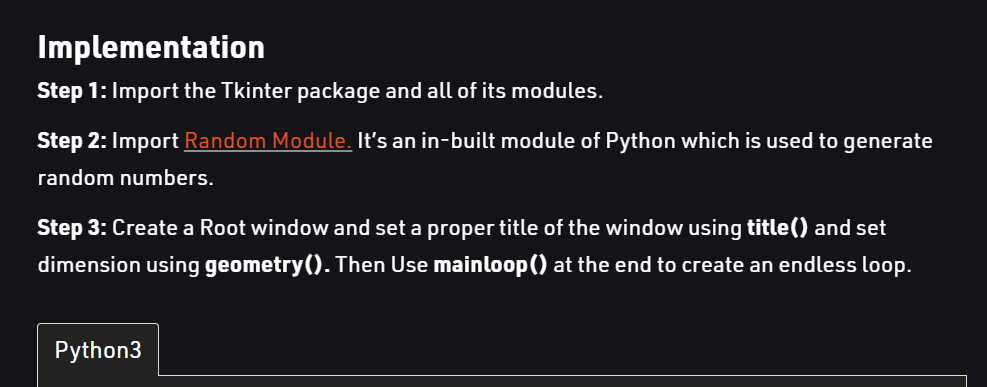 Implementation
Step 1: Import the Tkinter package and all of its modules.
Step 2: Import Random Module. It's an in-built module of Python which is used to generate
random numbers.
Step 3: Create a Root window and set a proper title of the window using title() and set
dimension using geometry(). Then Use mainloop() at the end to create an endless loop.
Python3